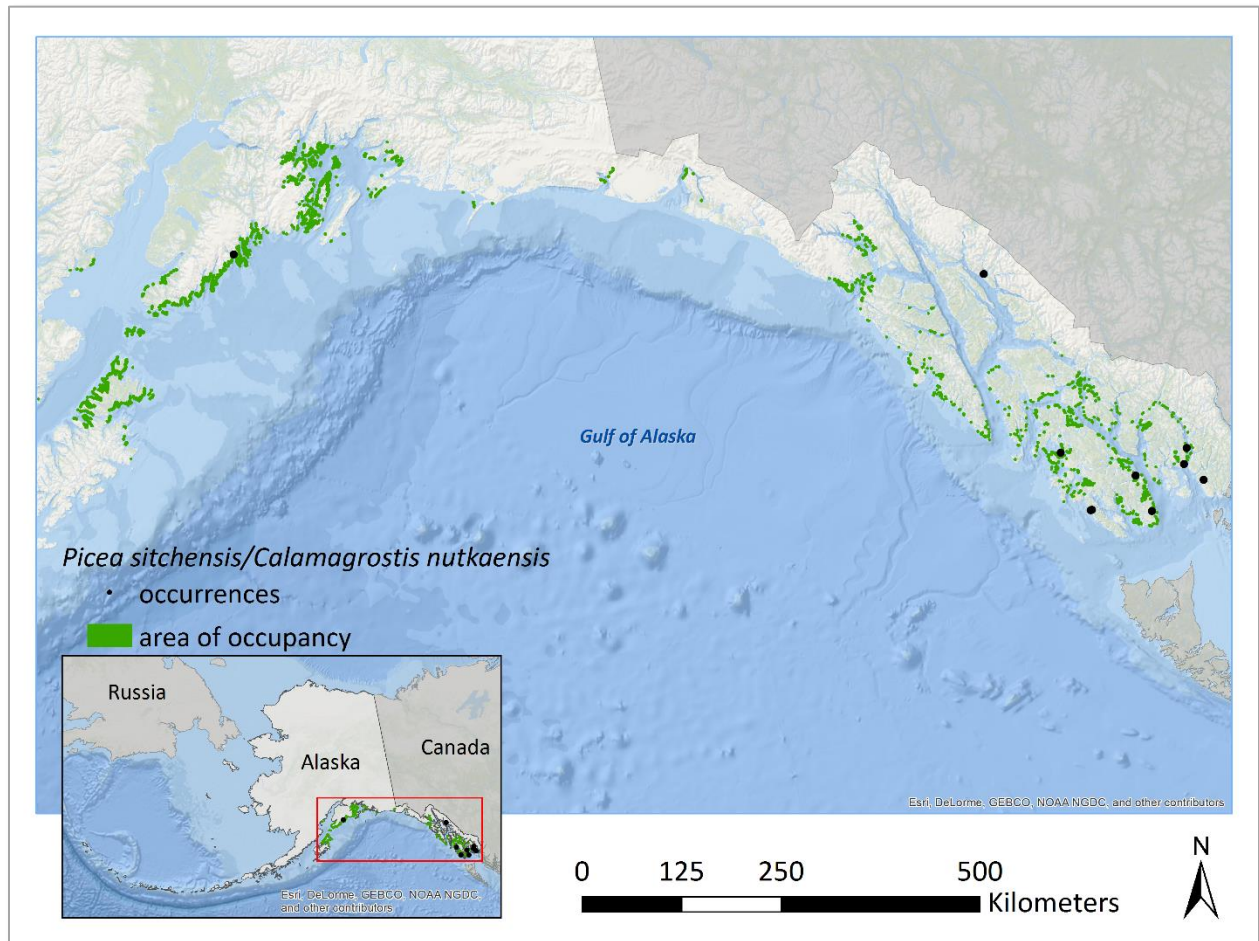 Gulf of Alaska
Picea sitchensis/Calamagrostis nutkaensis
occurrences
area of occupancy
Esri, DeLorme, GEBCO, NOAA NGDC, and other contributors
Russia
Alaska
Canada
Esri, DeLorme, GEBCO, NOAA NGDC,
and other contributors
0 125 250 500
Kilometers
N